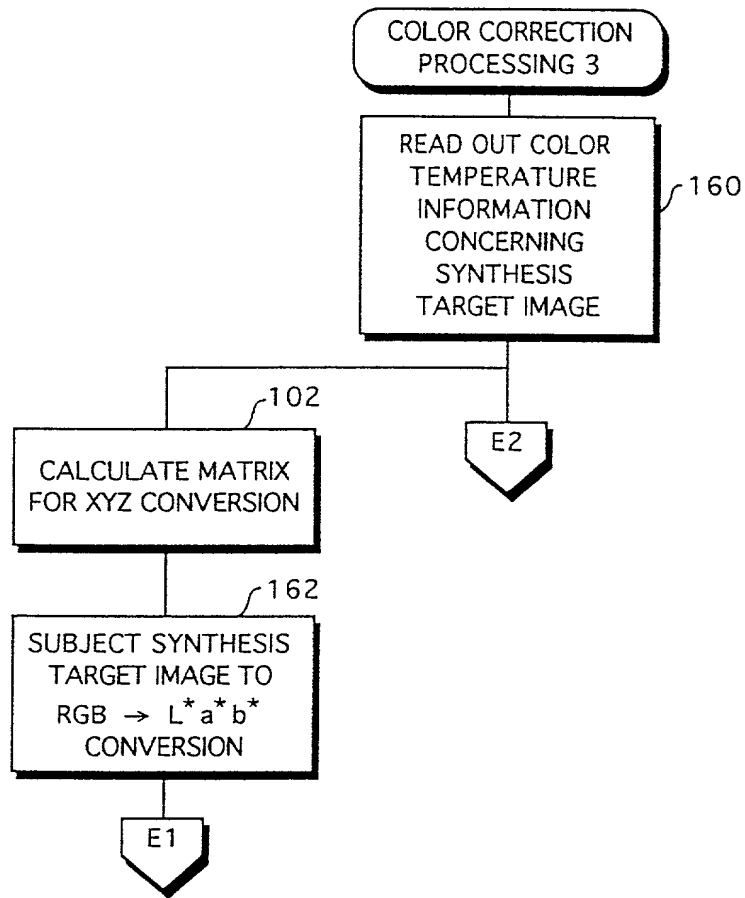 COLOR CORRECTION
PROCESSING 3
READ OUT COLOR
TEMPERATURE
INFORMATION
CONCERNING
SYNTHESIS
TARGET IMAGE
160
102
CALCULATE MATRIX
FOR XYZ CONVERSION
E2
162
SUBJECT SYNTHESIS
TARGET IMAGE TO
RGB → L* a* b*
CONVERSION
E1